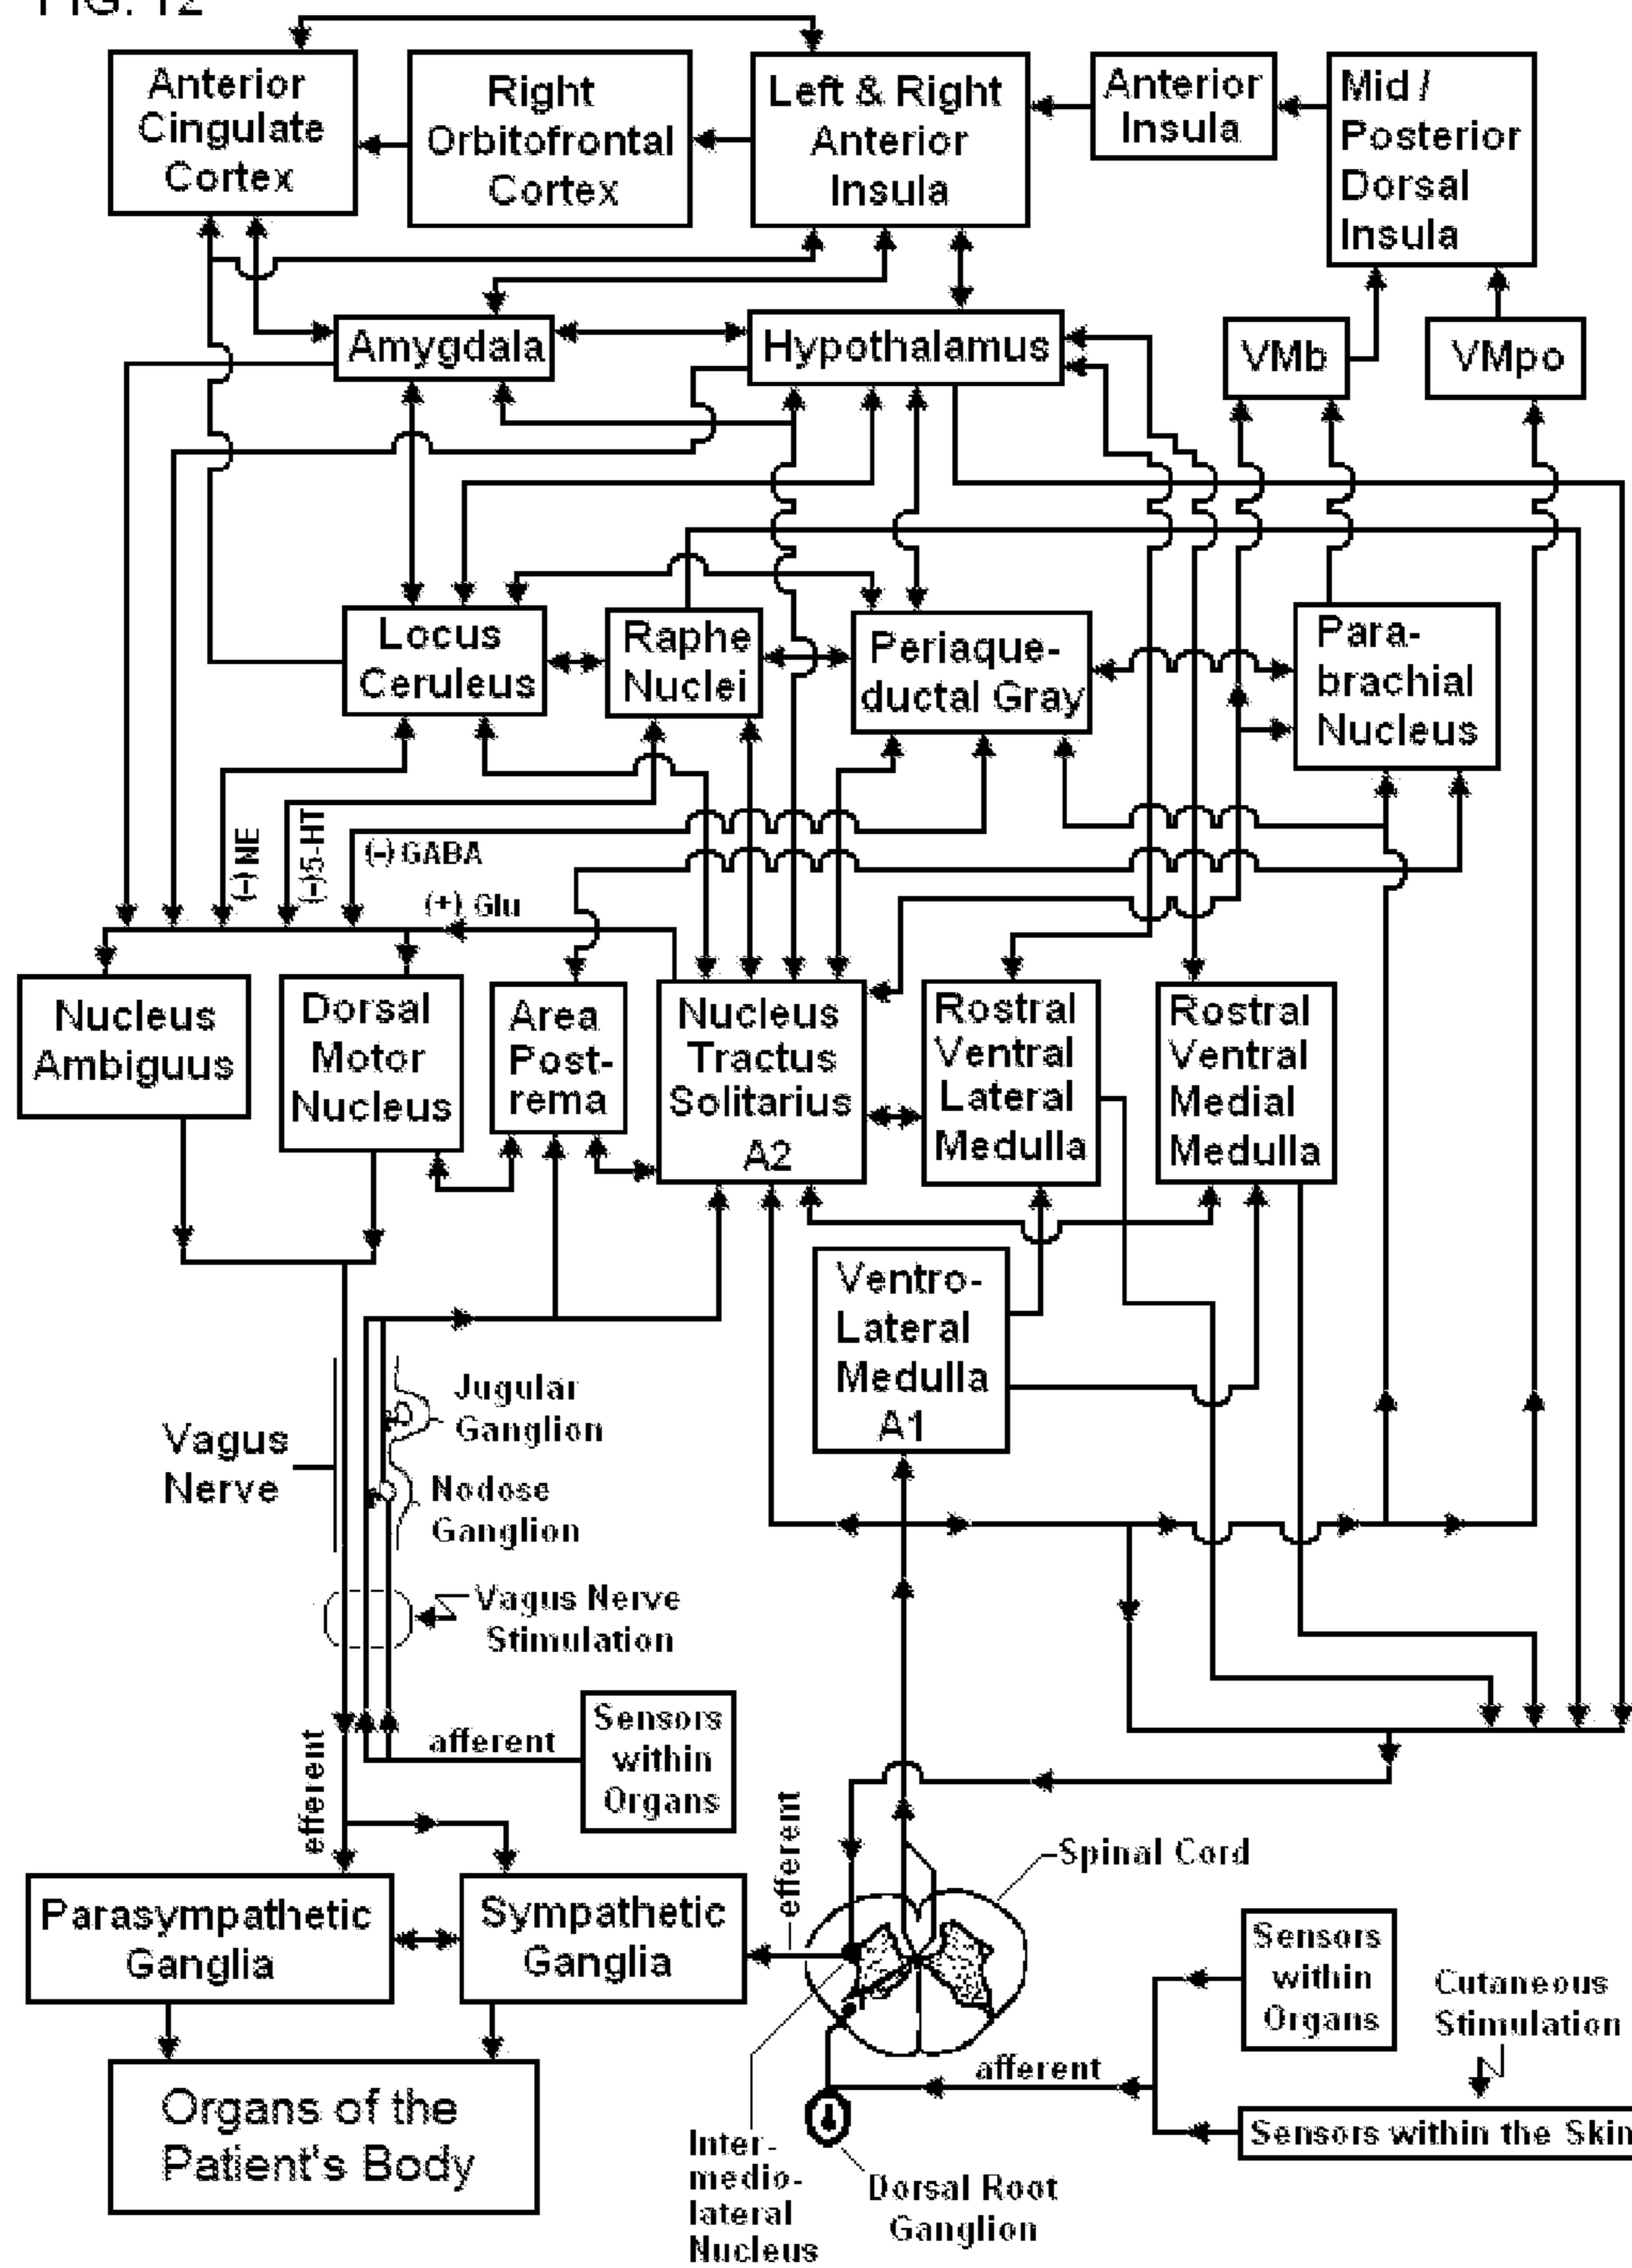 FIG. 12
Anterior
Cingulate
Cortex
Right
Orbitofrontal
Cortex
Left & Right
Anterior
Insula
Anterior
Insula
Mid /
Posterior
Dorsal
Insula
Amygdala
Hypothalamus
VMb
VMpo
Locus
Ceruleus
Raphe
Nuclei
Periaque-
ductal Gray
Para-
brachial
Nucleus
(-) NE
(-)5-HT
(-) GABA
(+) Glu
Nucleus
Ambiguus
Dorsal
Motor
Nucleus
Area
Post-
rema
Nucleus
Tractus
Solitarius
A2
Rostral
Ventral
Lateral
Medulla
Rostral
Ventral
Medial
Medulla
Ventro-
Lateral
Medulla
A1
Jugular
Ganglion
Vagus
Nerve
Nodose
Ganglion
Vagus Nerve
Stimulation
Sensors
within
Organs
afferent
efferent
efferent
Spinal Cord
Parasympathetic
Ganglia
Sympathetic
Ganglia
Sensors
within
Organs
Cutaneous
Stimulation
afferent
Organs of the
Patient's Body
Sensors within the Skin
Inter-
medio-
lateral
Nucleus
Dorsal Root
Ganglion